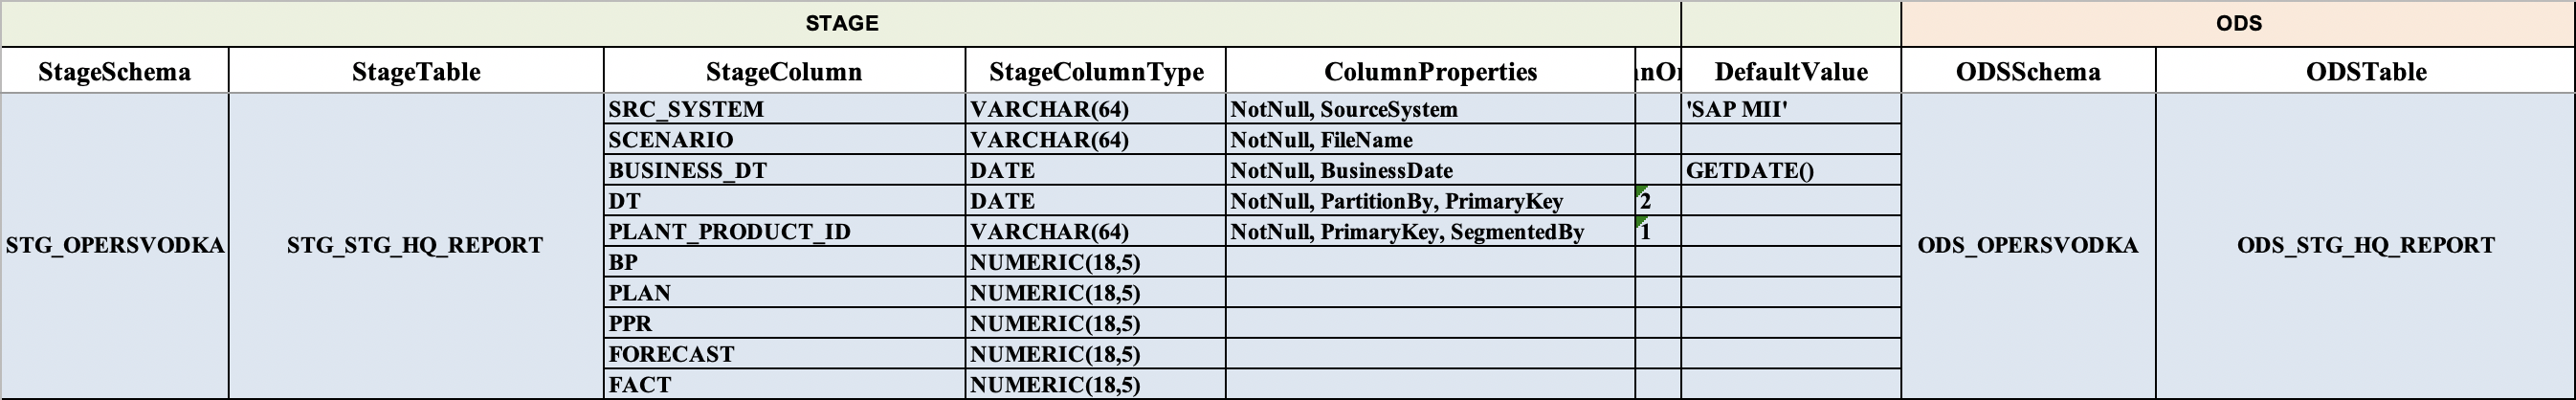 STAGE ODS
StageSchema StageTable StageColumn StageColumnType ColumnProperties nOr DefaultValue ODSSchema ODSTable
SRC_SYSTEM VARCHAR(64) NotNull, SourceSystem 'SAP MII'
SCENARIO VARCHAR(64) NotNull, FileName
BUSINESS_DT DATE NotNull, BusinessDate GETDATE()
DT DATE NotNull, PartitionBy, PrimaryKey 2
PLANT_PRODUCT_ID VARCHAR(64) NotNull, PrimaryKey, SegmentedBy 1
STG_OPERSVODKA STG_STG_HQ_REPORT ODS_OPERSVODKA ODS_STG_HQ_REPORT
BP NUMERIC(18,5)
PLAN NUMERIC(18,5)
PPR NUMERIC(18,5)
FORECAST NUMERIC(18,5)
FACT NUMERIC(18,5)